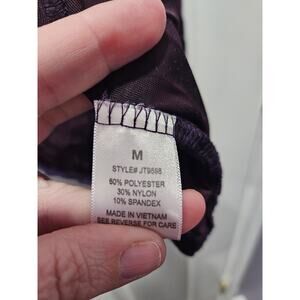 M
STYLE# JT9598
60% POLYESTER
30% NYLON
10% SPANDEX
MADE IN VIETNAM
SEE REVERSE FOR CARE